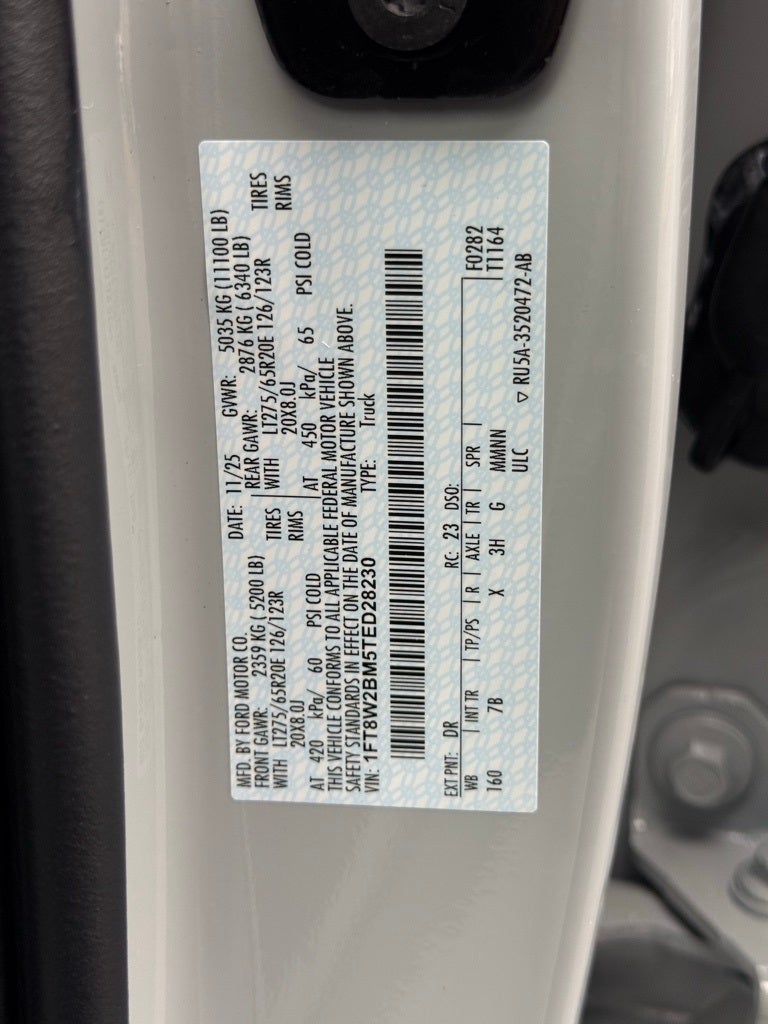 MFD. BY FORD MOTOR CO.
DATE: 11/25 GVWR: 5035 KG (11100 LB)
FRONT GAWR: 2359 KG ( 5200 LB) REAR GAWR: 2876 KG ( 6340 LB)
WITH LT275/65R20E 126/123R TIRES WITH LT275/65R20E 126/123R TIRES
20X8.0J RIMS 20X8.0J RIMS
AT 420 kPa/ 60 PSI COLD AT 450 kPa/ 65 PSI COLD
THIS VEHICLE CONFORMS TO ALL APPLICABLE FEDERAL MOTOR VEHICLE
SAFETY STANDARDS IN EFFECT ON THE DATE OF MANUFACTURE SHOWN ABOVE.
VIN: 1FT8W2BM5TED28230 TYPE: Truck
EXT PNT: DR RC: 23 DSO: F0282
WB | INT TR | TP/PS | R | AXLE | TR | SPR | T1164
160 7B X 3H G MMNN
ULC ▽ RU5A-3520472-AB